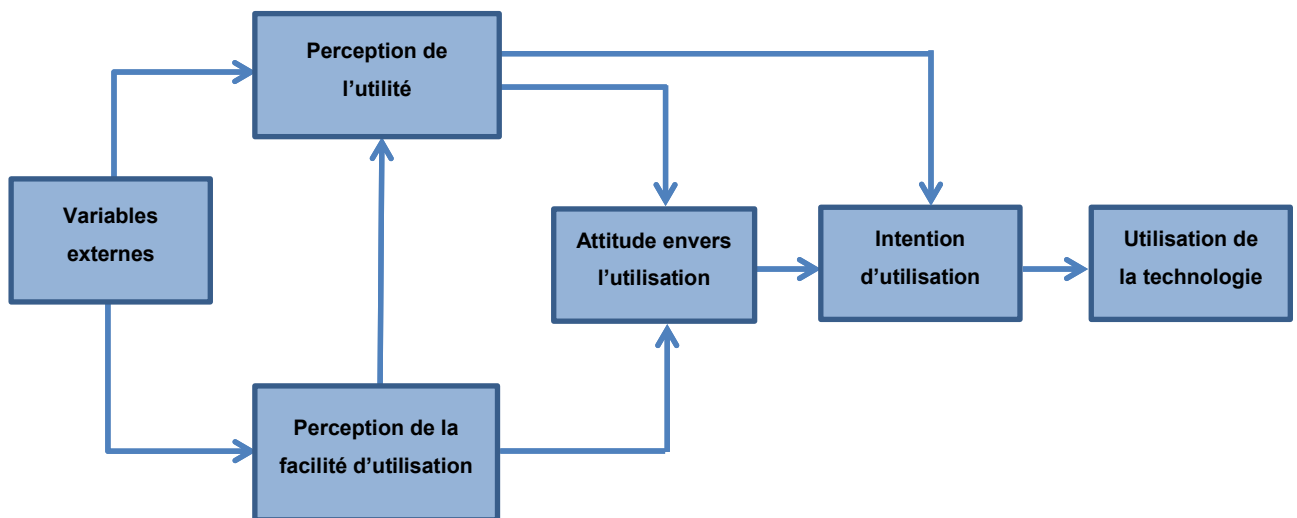 Perception de
l’utilité
Variables
externes
Attitude envers
l’utilisation
Intention
d’utilisation
Utilisation de
la technologie
Perception de la
facilité d’utilisation